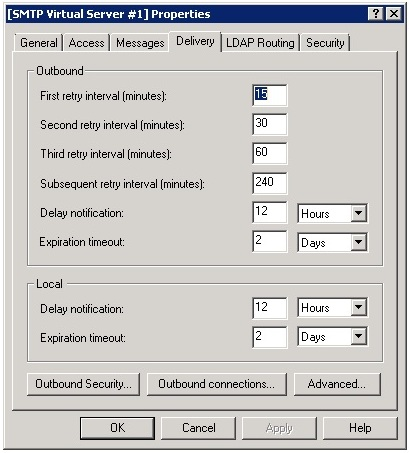 [SMTP Virtual Server #1] Properties ? X
General Access Messages Delivery LDAP Routing Security
Outbound
First retry interval (minutes): 15
Second retry interval (minutes): 30
Third retry interval (minutes): 60
Subsequent retry interval (minutes): 240
Delay notification: 12 Hours
Expiration timeout: 2 Days
Local
Delay notification: 12 Hours
Expiration timeout: 2 Days
Outbound Security... Outbound connections... Advanced...
OK Cancel Apply Help